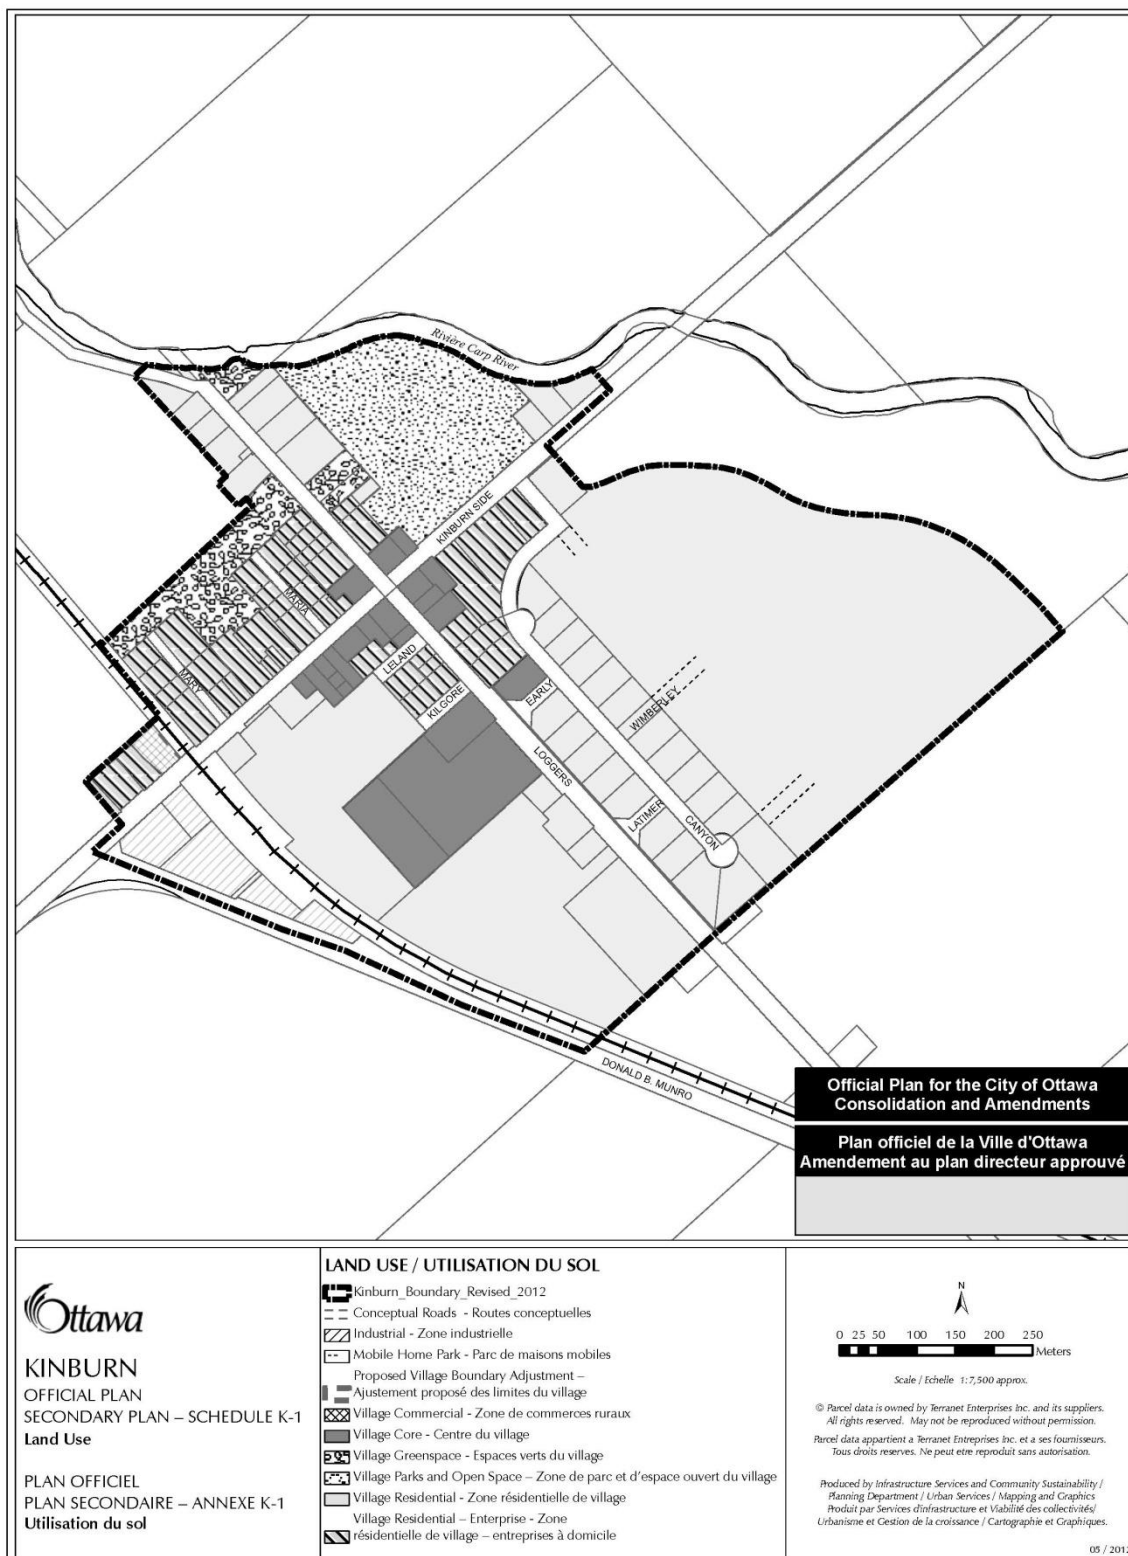 Rivière Carp River
KINBURN SIDE
MARIA
MARY
LELAND
KILGORE
EARLY
WIMBERLEY
LOGGERS
LATIMER
CANYON
DONALD B. MUNRO
Official Plan for the City of Ottawa
Consolidation and Amendments
Plan officiel de la Ville d'Ottawa
Amendement au plan directeur approuvé
Ottawa
KINBURN
OFFICIAL PLAN
SECONDARY PLAN – SCHEDULE K-1
Land Use
PLAN OFFICIEL
PLAN SECONDAIRE – ANNEXE K-1
Utilisation du sol
LAND USE / UTILISATION DU SOL
Kinburn_Boundary_Revised_2012
Conceptual Roads - Routes conceptuelles
Industrial - Zone industrielle
Mobile Home Park - Parc de maisons mobiles
Proposed Village Boundary Adjustment –
Ajustement proposé des limites du village
Village Commercial - Zone de commerces ruraux
Village Core - Centre du village
Village Greenspace - Espaces verts du village
Village Parks and Open Space – Zone de parc et d'espace ouvert du village
Village Residential - Zone résidentielle de village
Village Residential – Enterprise - Zone
résidentielle de village – entreprises à domicile
N
0 25 50 100 150 200 250
Meters
Scale / Echelle 1:7,500 approx.
© Parcel data is owned by Terranet Enterprises Inc. and its suppliers.
All rights reserved. May not be reproduced without permission.
Parcel data appartient a Terranet Entreprises Inc. et a ses fournisseurs.
Tous droits reserves. Ne peut etre reproduit sans autorisation.
Produced by Infrastructure Services and Community Sustainability /
Planning Department / Urban Services / Mapping and Graphics
Produit par Services d'infrastructure et Viabilité des collectivités/
Urbanisme et Gestion de la croissance / Cartographie et Graphiques.
05 / 2012